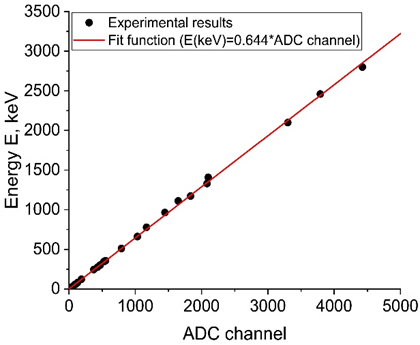 3500
3000
2500
2000
1500
1000
500
0
Energy E, keV
Experimental results
Fit function (E(keV)=0.644*ADC channel)
0 1000 2000 3000 4000 5000
ADC channel